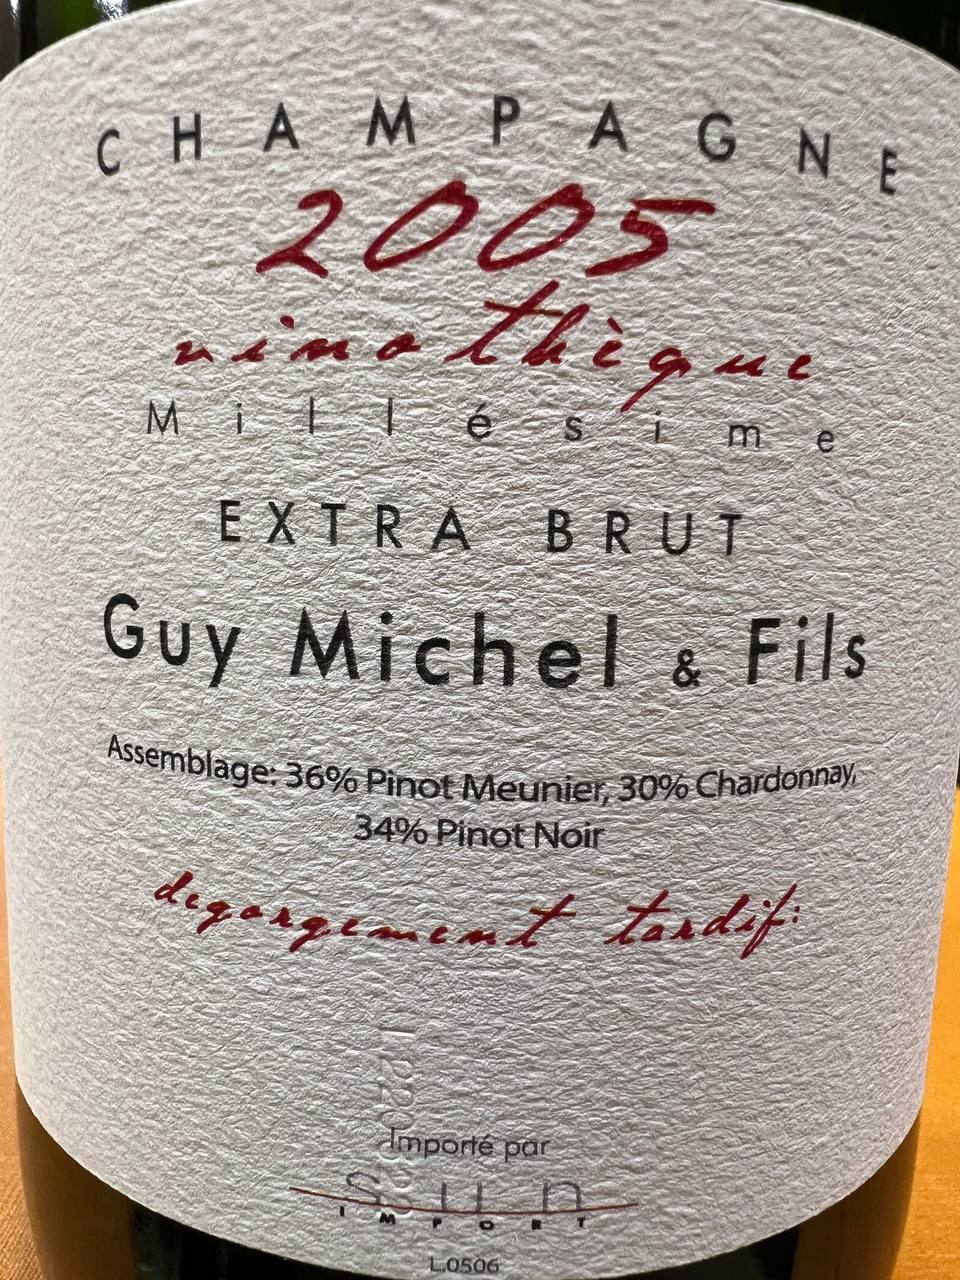 CHAMPAGNE
2005
vinothèque
Millésime
EXTRA BRUT
Guy Michel & Fils
Assemblage: 36% Pinot Meunier, 30% Chardonnay,
34% Pinot Noir
degorgement tardif:
Importé par
sun
IMPORT
L.0506